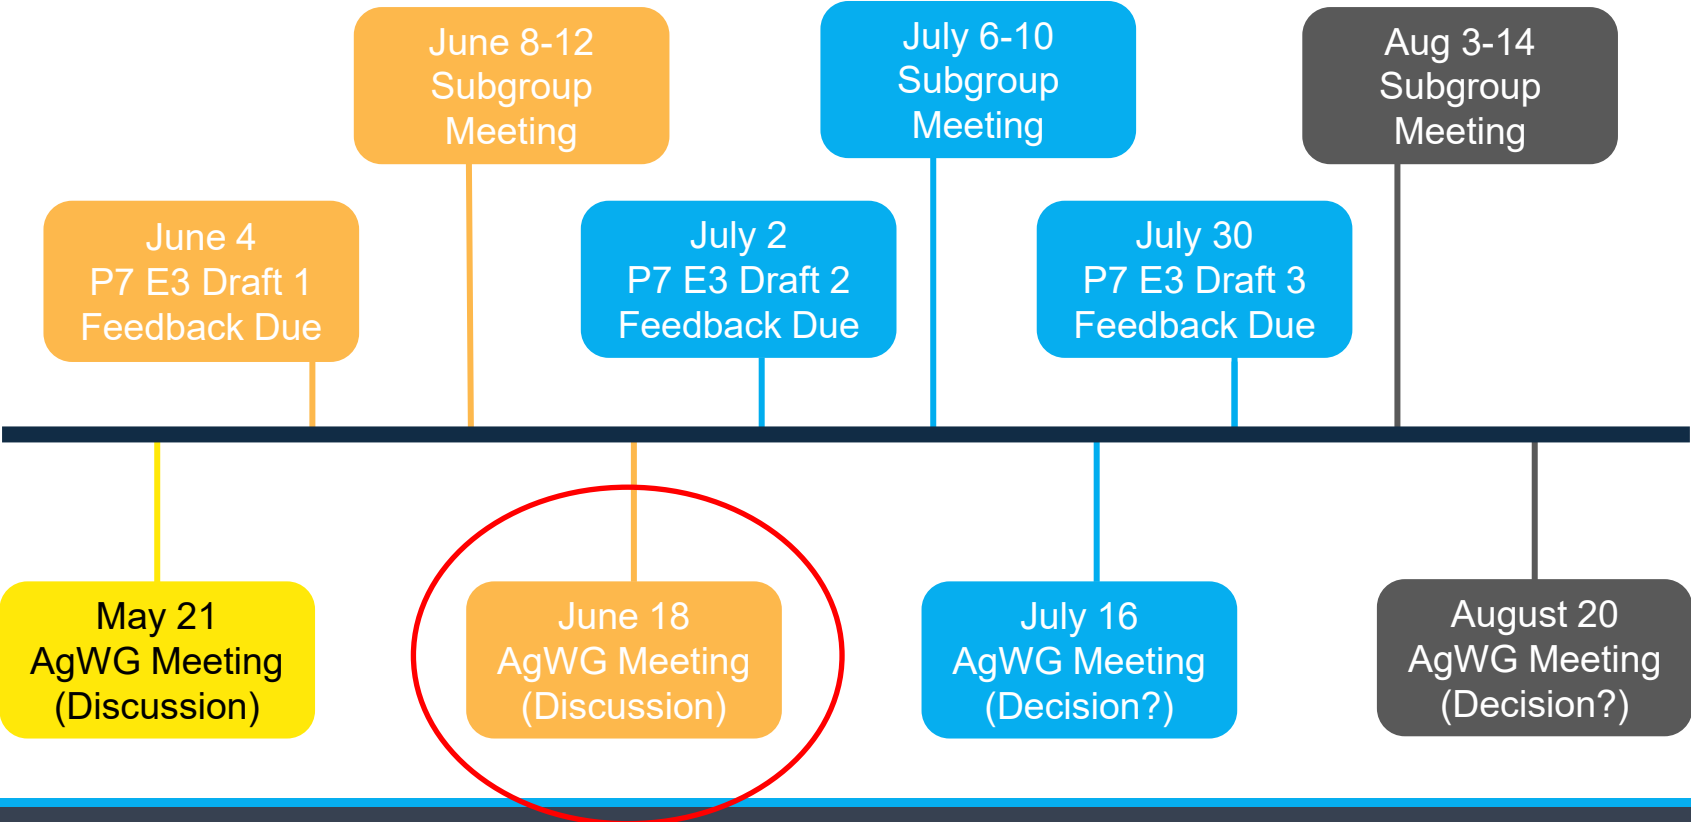 June 8-12
Subgroup
Meeting
July 6-10
Subgroup
Meeting
Aug 3-14
Subgroup
Meeting
June 4
P7 E3 Draft 1
Feedback Due
July 2
P7 E3 Draft 2
Feedback Due
July 30
P7 E3 Draft 3
Feedback Due
May 21
AgWG Meeting
(Discussion)
June 18
AgWG Meeting
(Discussion)
July 16
AgWG Meeting
(Decision?)
August 20
AgWG Meeting
(Decision?)